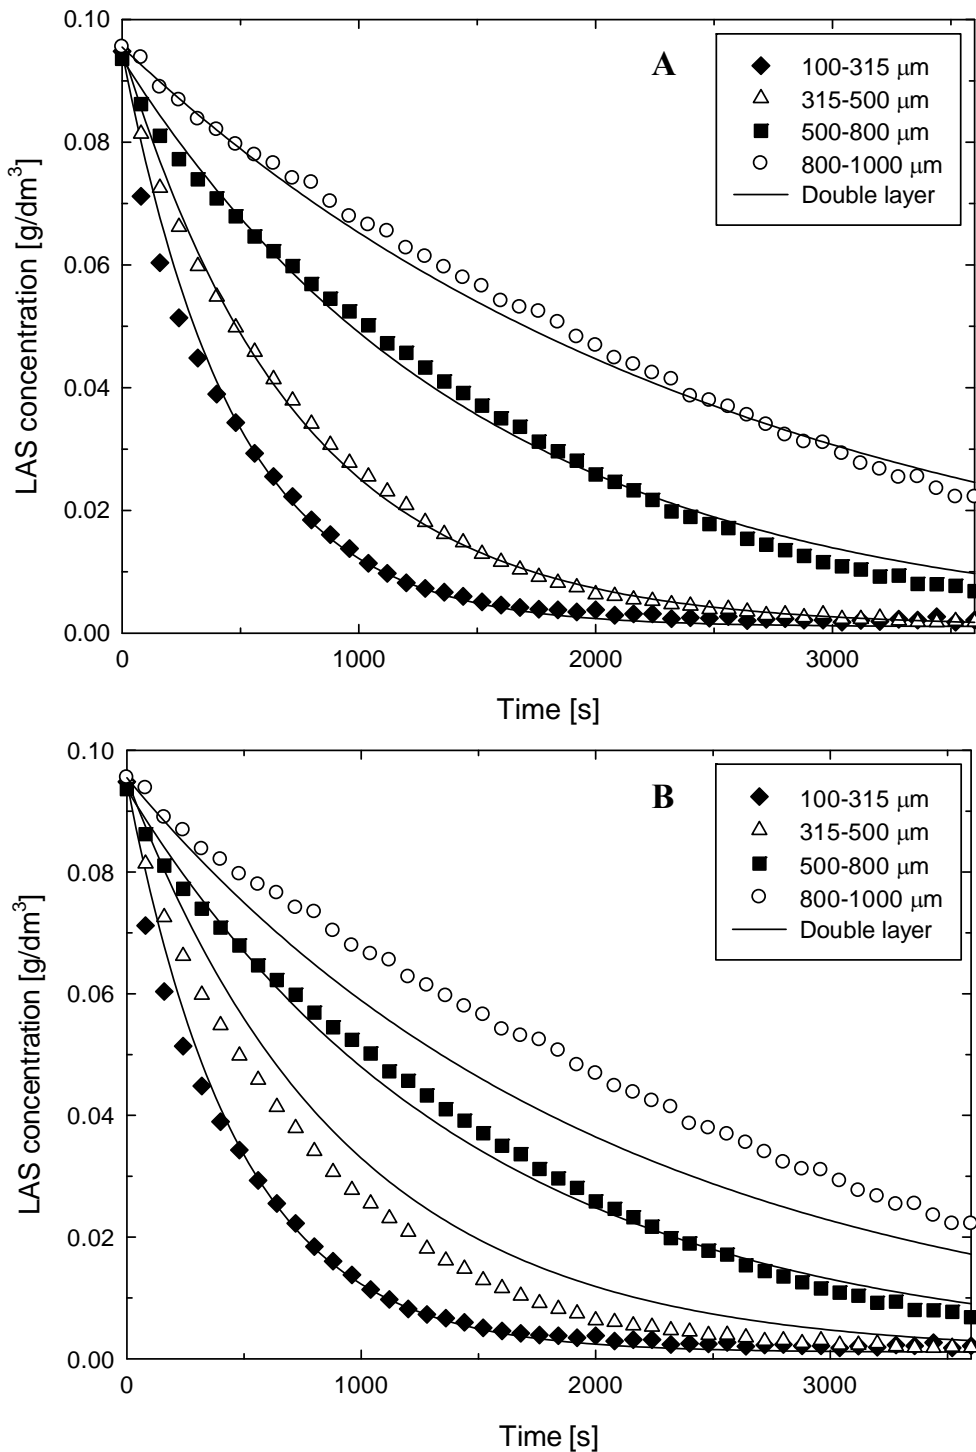 0.10
0.08
0.06
0.04
0.02
0.00
LAS concentration [g/dm³]
A
100-315 μm
315-500 μm
500-800 μm
800-1000 μm
Double layer
0 1000 2000 3000
Time [s]
0.10
0.08
0.06
0.04
0.02
0.00
LAS concentration [g/dm³]
B
100-315 μm
315-500 μm
500-800 μm
800-1000 μm
Double layer
0 1000 2000 3000
Time [s]